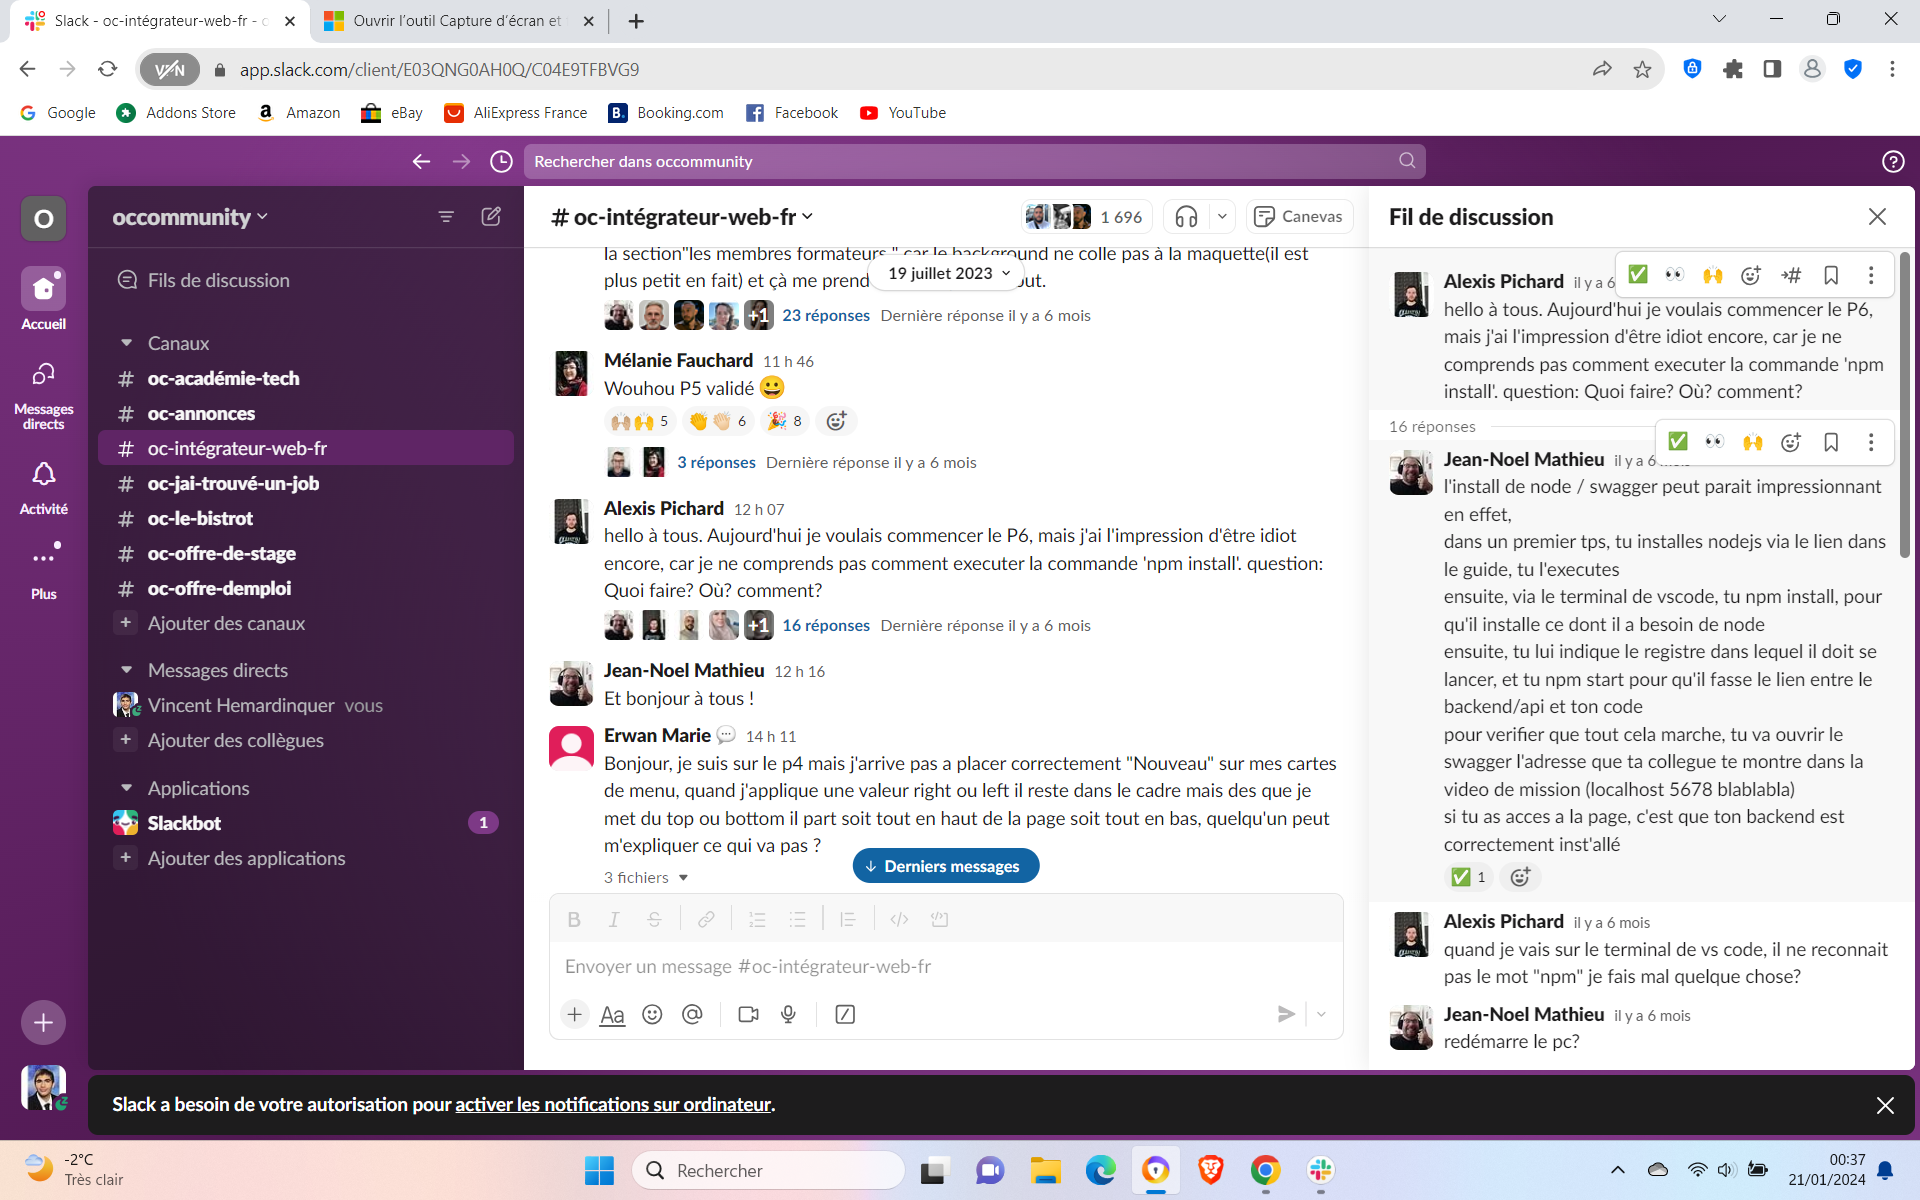 Slack - oc-intégrateur-web-fr - c
Ouvrir l'outil Capture d'écran et
VPN
app.slack.com/client/E03QNG0AH0Q/C04E9TFBVG9
Google
Addons Store
Amazon
eBay
AliExpress France
Booking.com
Facebook
YouTube
Rechercher dans occommunity
O
Accueil
Messages
directs
Activité
Plus
occommunity
Fils de discussion
Canaux
# oc-académie-tech
# oc-annonces
# oc-intégrateur-web-fr
# oc-jai-trouvé-un-job
# oc-le-bistrot
# oc-offre-de-stage
# oc-offre-demploi
+ Ajouter des canaux
Messages directs
Vincent Hemardinquer vous
+ Ajouter des collègues
Applications
Slackbot 1
+ Ajouter des applications
# oc-intégrateur-web-fr
1 696
Canevas
la section"les membres formateurs " car le background ne colle pas à la maquette(il est
19 juillet 2023
plus petit en fait) et çà me prend ut.
+1 23 réponses Dernière réponse il y a 6 mois
Mélanie Fauchard 11 h 46
Wouhou P5 validé 😀
🙌🏼🙌 5 👏👏🏻 6 🎉 8
3 réponses Dernière réponse il y a 6 mois
Alexis Pichard 12 h 07
hello à tous. Aujourd'hui je voulais commencer le P6, mais j'ai l'impression d'être idiot
encore, car je ne comprends pas comment executer la commande 'npm install'. question:
Quoi faire? Où? comment?
+1 16 réponses Dernière réponse il y a 6 mois
Jean-Noel Mathieu 12 h 16
Et bonjour à tous !
Erwan Marie 💬 14 h 11
Bonjour, je suis sur le p4 mais j'arrive pas a placer correctement "Nouveau" sur mes cartes
de menu, quand j'applique une valeur right ou left il reste dans le cadre mais des que je
met du top ou bottom il part soit tout en haut de la page soit tout en bas, quelqu'un peut
m'expliquer ce qui va pas ?
3 fichiers
↓ Derniers messages
B I S
Envoyer un message #oc-intégrateur-web-fr
+ Aa @
Fil de discussion
Alexis Pichard il y a 6
hello à tous. Aujourd'hui je voulais commencer le P6,
mais j'ai l'impression d'être idiot encore, car je ne
comprends pas comment executer la commande 'npm
install'. question: Quoi faire? Où? comment?
16 réponses
Jean-Noel Mathieu il y a 6
l'install de node / swagger peut parait impressionnant
en effet,
dans un premier tps, tu installes nodejs via le lien dans
le guide, tu l'executes
ensuite, via le terminal de vscode, tu npm install, pour
qu'il installe ce dont il a besoin de node
ensuite, tu lui indique le registre dans lequel il doit se
lancer, et tu npm start pour qu'il fasse le lien entre le
backend/api et ton code
pour verifier que tout cela marche, tu va ouvrir le
swagger l'adresse que ta collegue te montre dans la
video de mission (localhost 5678 blablabla)
si tu as acces a la page, c'est que ton backend est
correctement inst'allé
✅ 1
Alexis Pichard il y a 6 mois
quand je vais sur le terminal de vs code, il ne reconnait
pas le mot "npm" je fais mal quelque chose?
Jean-Noel Mathieu il y a 6 mois
redémarre le pc?
Slack a besoin de votre autorisation pour activer les notifications sur ordinateur.
-2°C
Très clair
Rechercher
00:37
21/01/2024